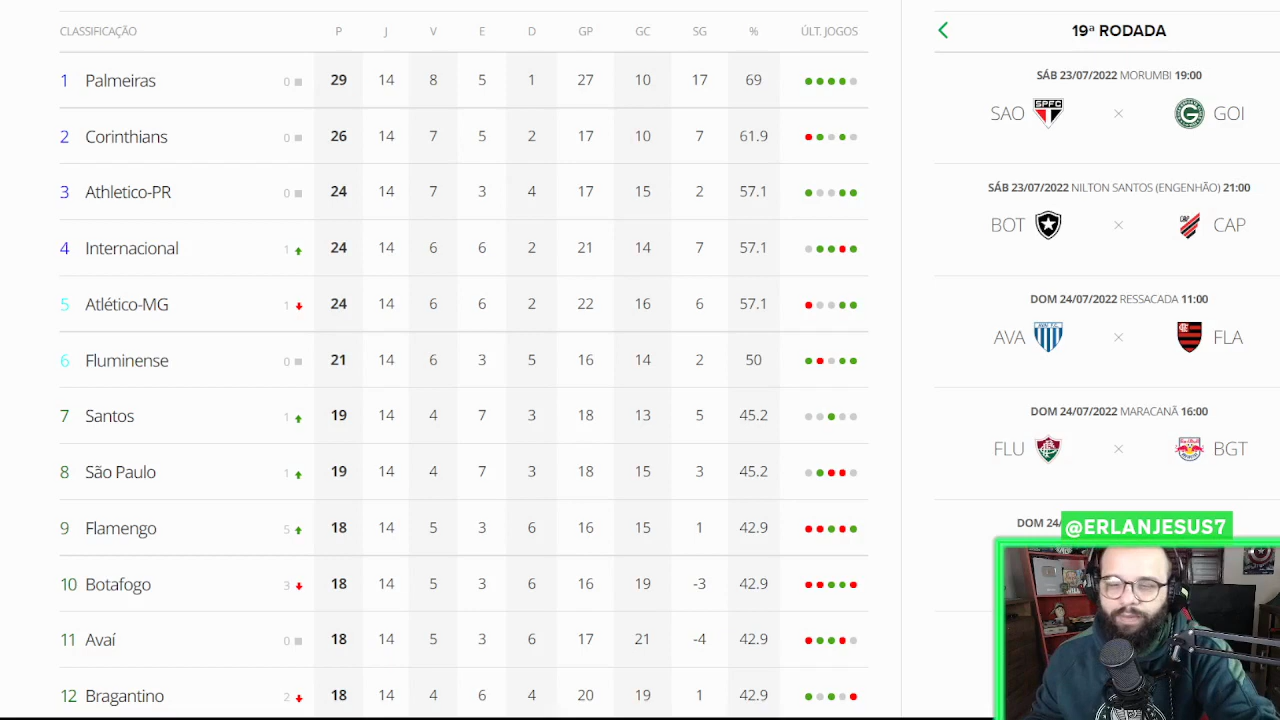 CLASSIFICAÇÃO P J V E D GP GC SG % ÚLT. JOGOS
1 Palmeiras 0 29 14 8 5 1 27 10 17 69
2 Corinthians 0 26 14 7 5 2 17 10 7 61.9
3 Athletico-PR 0 24 14 7 3 4 17 15 2 57.1
4 Internacional 1 24 14 6 6 2 21 14 7 57.1
5 Atlético-MG 1 24 14 6 6 2 22 16 6 57.1
6 Fluminense 0 21 14 6 3 5 16 14 2 50
7 Santos 1 19 14 4 7 3 18 13 5 45.2
8 São Paulo 1 19 14 4 7 3 18 15 3 45.2
9 Flamengo 5 18 14 5 3 6 16 15 1 42.9
10 Botafogo 3 18 14 5 3 6 16 19 -3 42.9
11 Avaí 0 18 14 5 3 6 17 21 -4 42.9
12 Bragantino 2 18 14 4 6 4 20 19 1 42.9
19ª RODADA
SÁB 23/07/2022 MORUMBI 19:00
SAO SPFC × G GOI
SÁB 23/07/2022 NILTON SANTOS (ENGENHÃO) 21:00
BOT × CAP CAP
DOM 24/07/2022 RESSACADA 11:00
AVA × FLA
DOM 24/07/2022 MARACANÃ 16:00
FLU × BGT
DOM 24/
@ERLANJESUS7